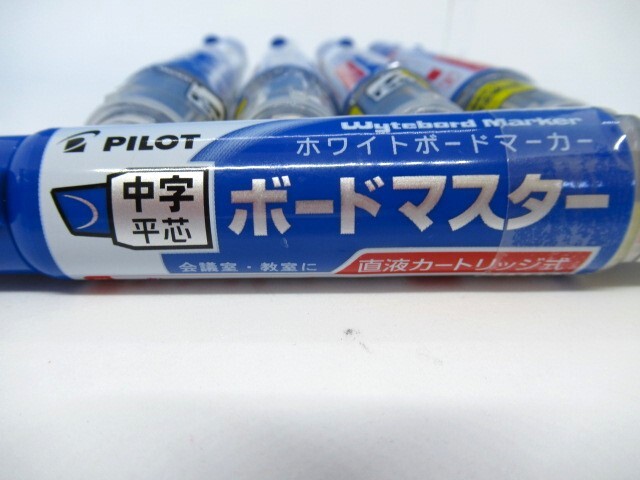 PILOT
Wytebord Marker
ホワイトボードマーカー
中字
平芯
ボードマスター
会議室・教室に
直液カートリッジ式